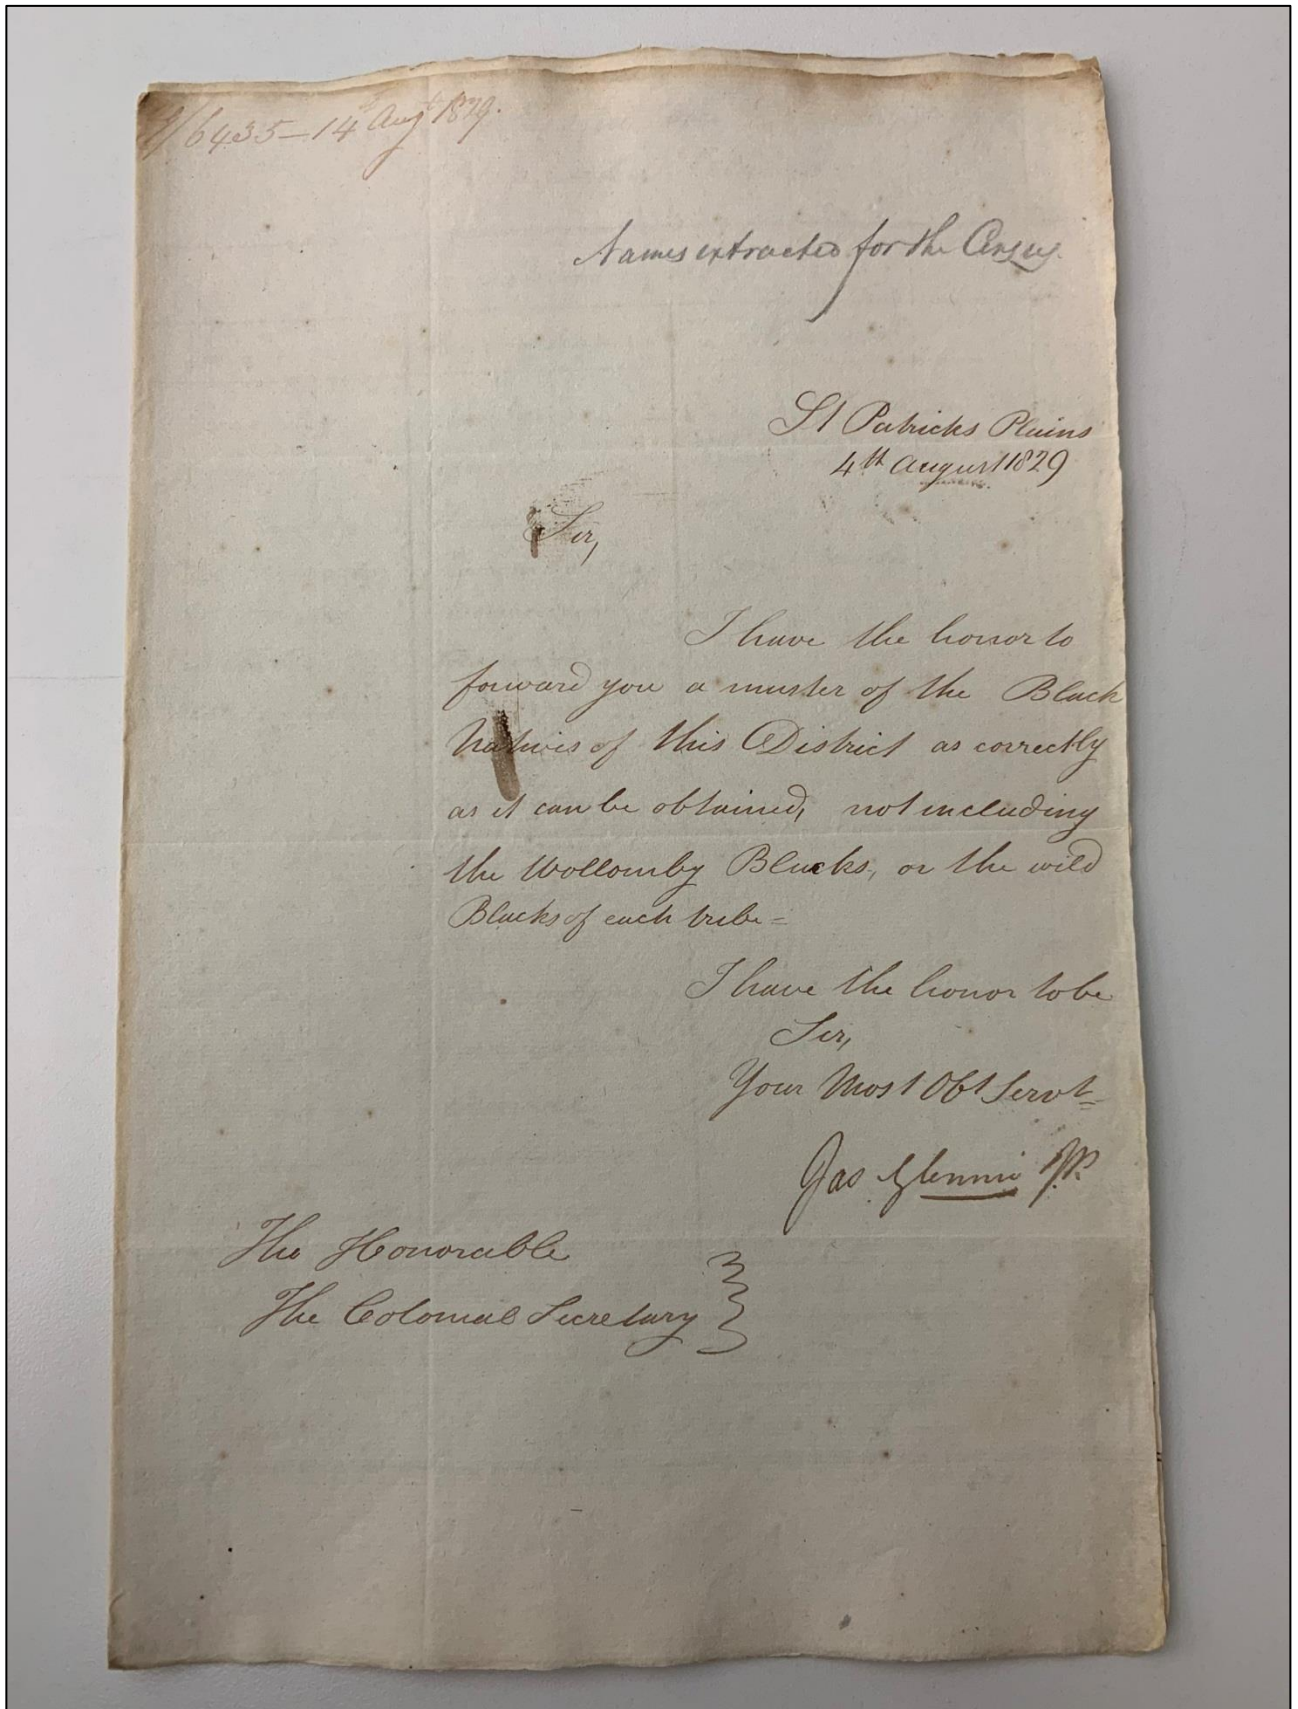 6435 - 14 Augt 1829.
Names extracted for the Census.
St Patricks Plains
4th August 1829
Sir,
I have the honor to
forward you a muster of the Black
Natives of this District as correctly
as it can be obtained, not including
the Wollomby Blacks, or the wild
Blacks of each tribe =
I have the honor to be
Sir,
Your Most Obt Servt =
Jas Glennie JP.
The Honorable
The Colonial Secretary